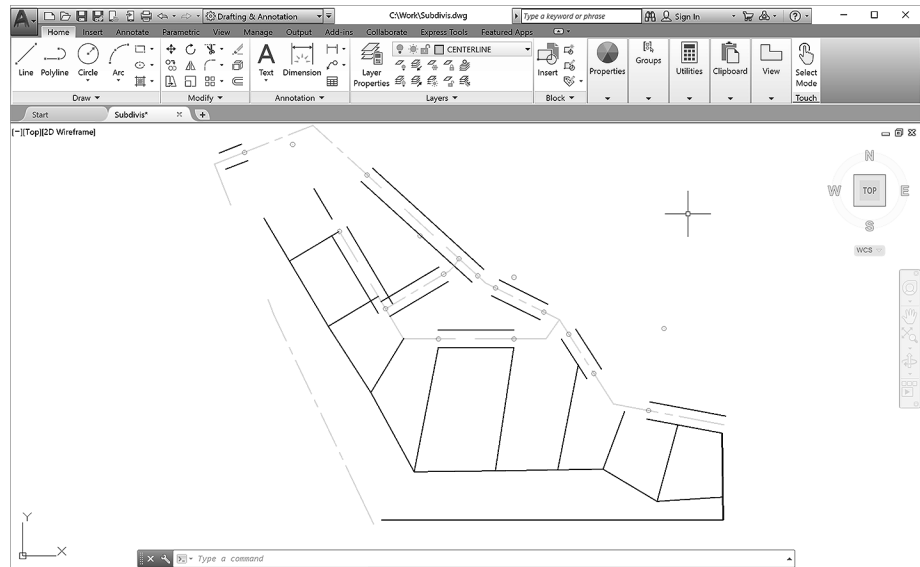 A Drafting & Annotation C:\Work\Subdivis.dwg Type a keyword or phrase Sign In ?
Home Insert Annotate Parametric View Manage Output Add-ins Collaborate Express Tools Featured Apps
CENTERLINE
Line Polyline Circle Arc A Text Dimension Layer Properties Insert Properties Groups Utilities Clipboard View Select Mode
Draw Modify Annotation Layers Block Touch
Start Subdivis* +
[−][Top][2D Wireframe]
N
W TOP E
S
WCS
Y
X
Type a command